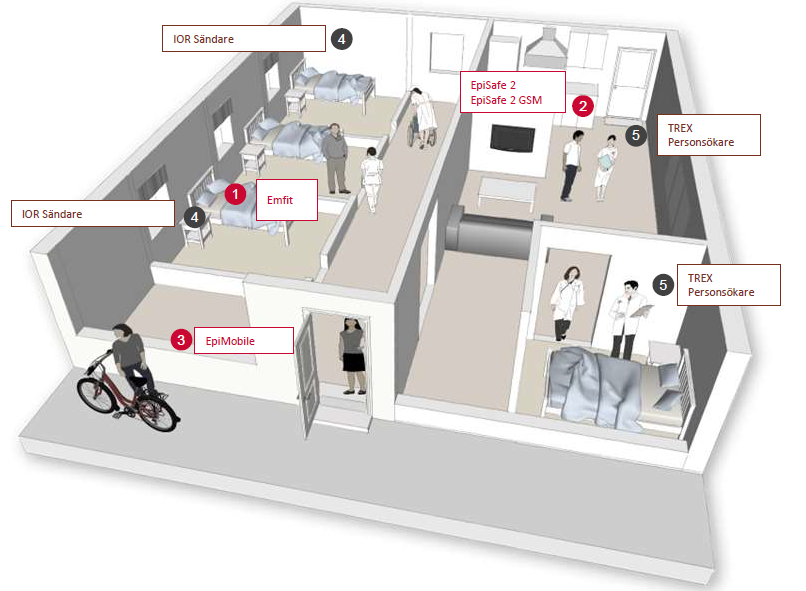 IOR Sändare
4
EpiSafe 2
EpiSafe 2 GSM
2
5
TREX
Personsökare
1
Emfit
IOR Sändare
4
5
TREX
Personsökare
3
EpiMobile